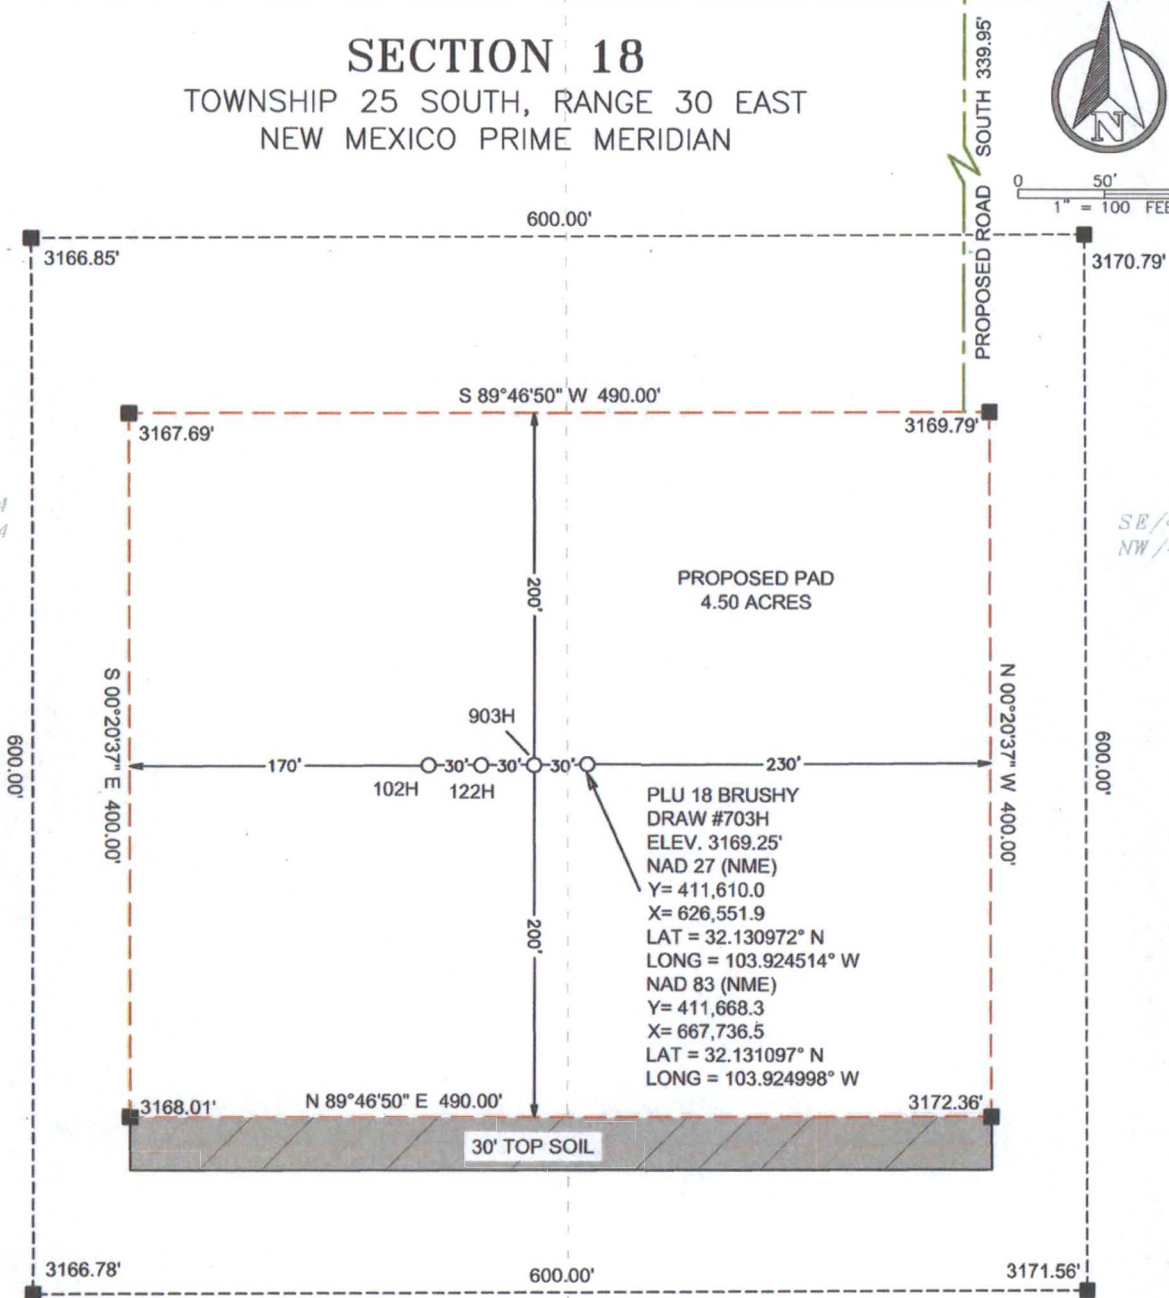 SECTION 18
TOWNSHIP 25 SOUTH, RANGE 30 EAST
NEW MEXICO PRIME MERIDIAN
PROPOSED ROAD SOUTH 339.95'
N
0 50'
1" = 100
600.00'
3166.85'
3170.79'
S 89°46'50" W 490.00'
3167.69'
3169.79'
SE/
NW/
PROPOSED PAD
4.50 ACRES
200'
S 00°20'37" E 400.00'
N 00°20'37" W 400.00'
600.00'
600.00'
903H
170'
30'
30'
30'
230'
102H
122H
PLU 18 BRUSHY
DRAW #703H
ELEV. 3169.25'
NAD 27 (NME)
Y= 411,610.0
X= 626,551.9
LAT = 32.130972° N
LONG = 103.924514° W
NAD 83 (NME)
Y= 411,668.3
X= 667,736.5
LAT = 32.131097° N
LONG = 103.924998° W
200'
3168.01'
N 89°46'50" E 490.00'
3172.36'
30' TOP SOIL
3166.78'
600.00'
3171.56'